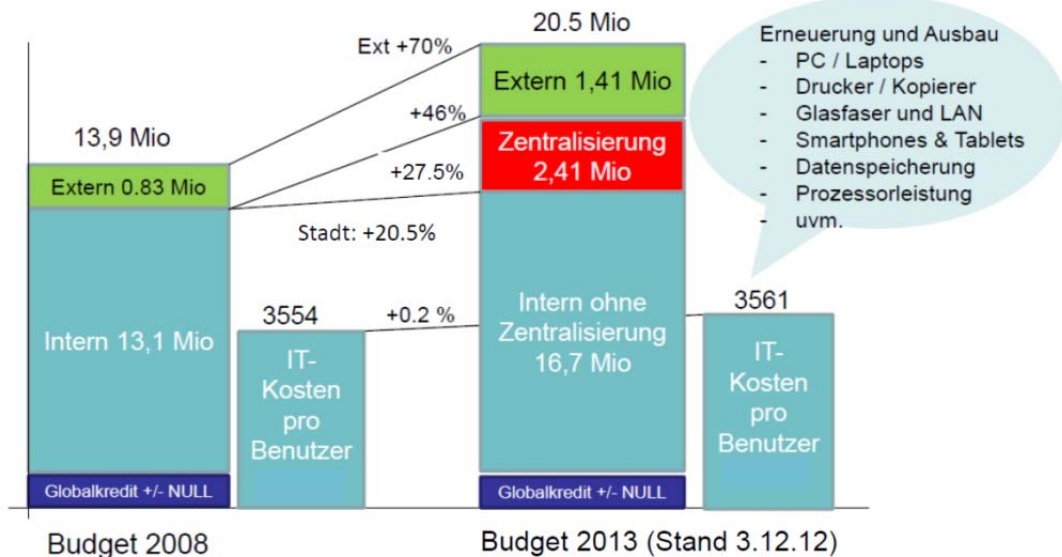 20.5 Mio
Ext +70%
Extern 1,41 Mio
+46%
13,9 Mio
Zentralisierung
2,41 Mio
Extern 0.83 Mio
+27.5%
Stadt: +20.5%
Intern 13,1 Mio
3554
+0.2 %
Intern ohne
Zentralisierung
16,7 Mio
3561
IT-
Kosten
pro
Benutzer
IT-
Kosten
pro
Benutzer
Globalkredit +/- NULL
Globalkredit +/- NULL
Budget 2008
Budget 2013 (Stand 3.12.12)
Erneuerung und Ausbau
- PC / Laptops
- Drucker / Kopierer
- Glasfaser und LAN
- Smartphones & Tablets
- Datenspeicherung
- Prozessorleistung
- uvm.